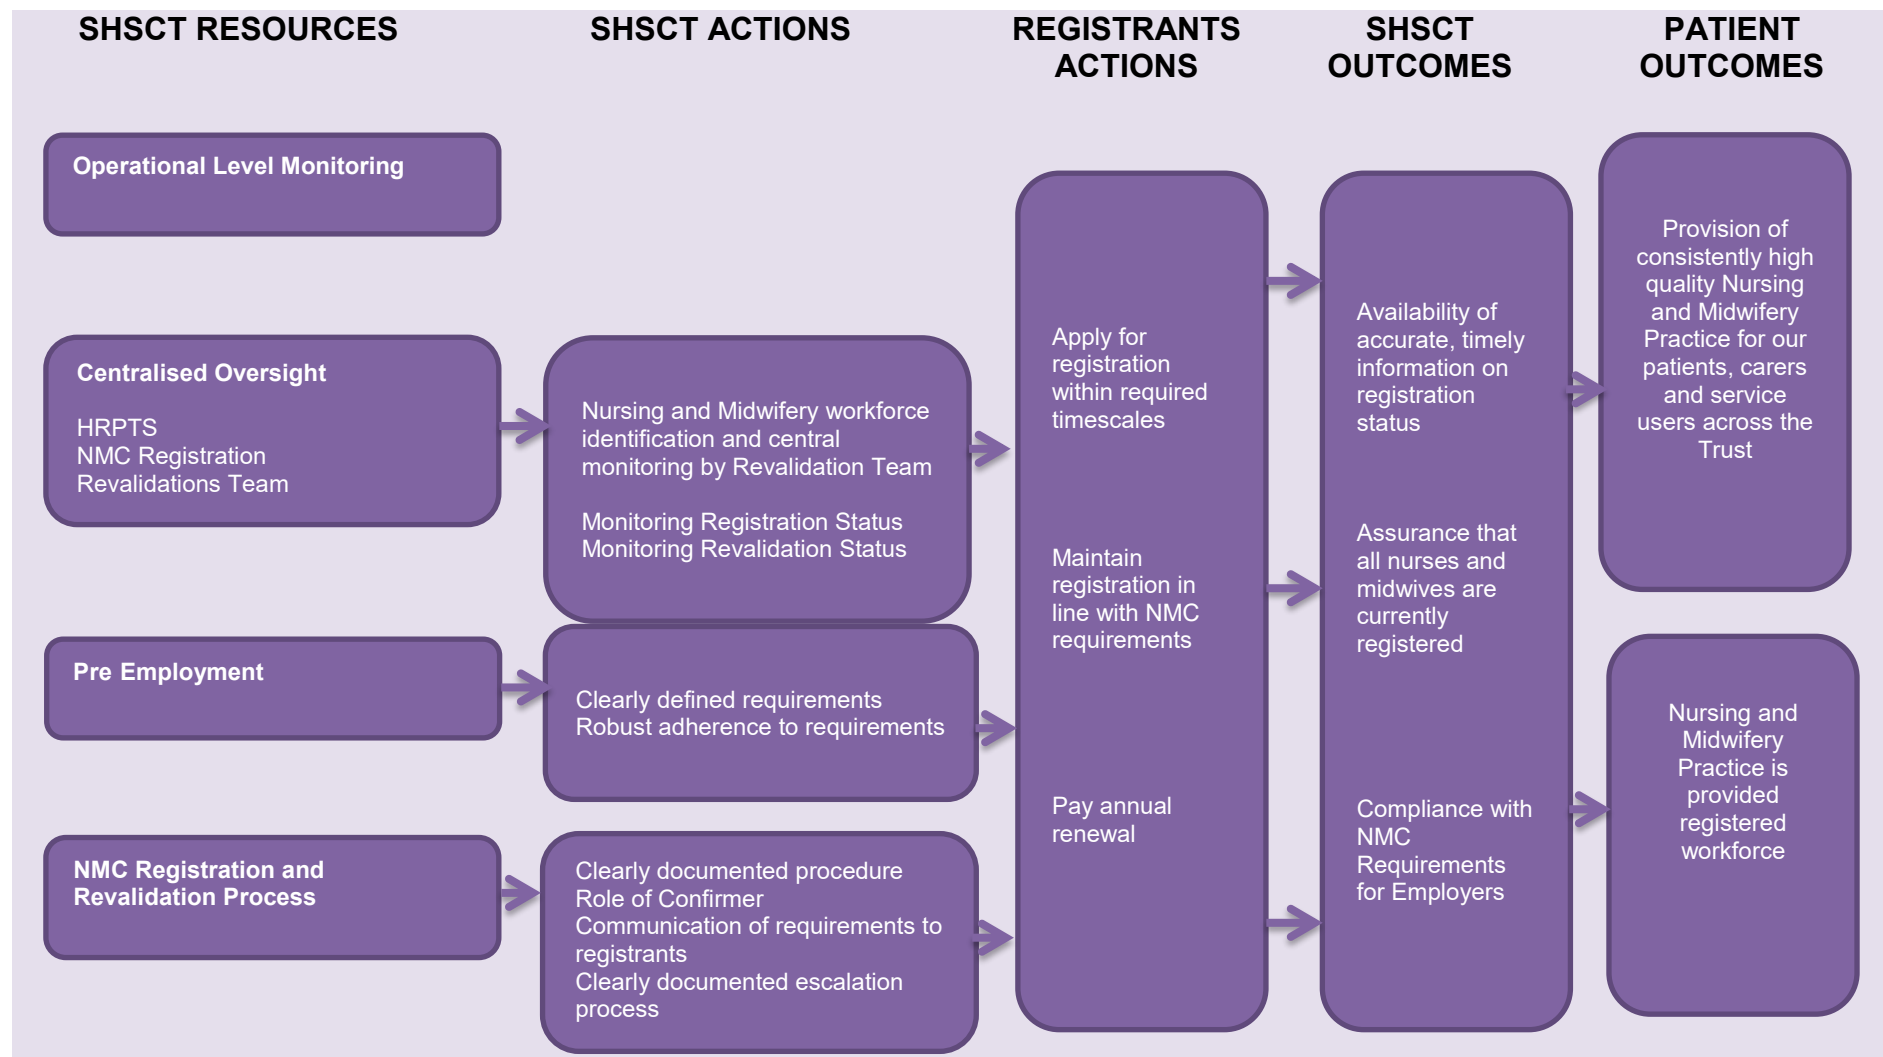 SHSCT RESOURCES
SHSCT ACTIONS
REGISTRANTS
ACTIONS
SHSCT
OUTCOMES
PATIENT
OUTCOMES
Operational Level Monitoring
Centralised Oversight
HRPTS
NMC Registration
Revalidations Team
Pre Employment
NMC Registration and
Revalidation Process
Nursing and Midwifery workforce
identification and central
monitoring by Revalidation Team
Monitoring Registration Status
Monitoring Revalidation Status
Clearly defined requirements
Robust adherence to requirements
Clearly documented procedure
Role of Confirmer
Communication of requirements to
registrants
Clearly documented escalation
process
Apply for
registration
within required
timescales
Maintain
registration in
line with NMC
requirements
Pay annual
renewal
Availability of
accurate, timely
information on
registration
status
Assurance that
all nurses and
midwives are
currently
registered
Compliance with
NMC
Requirements
for Employers
Provision of
consistently high
quality Nursing
and Midwifery
Practice for our
patients, carers
and service
users across the
Trust
Nursing and
Midwifery
Practice is
provided
registered
workforce